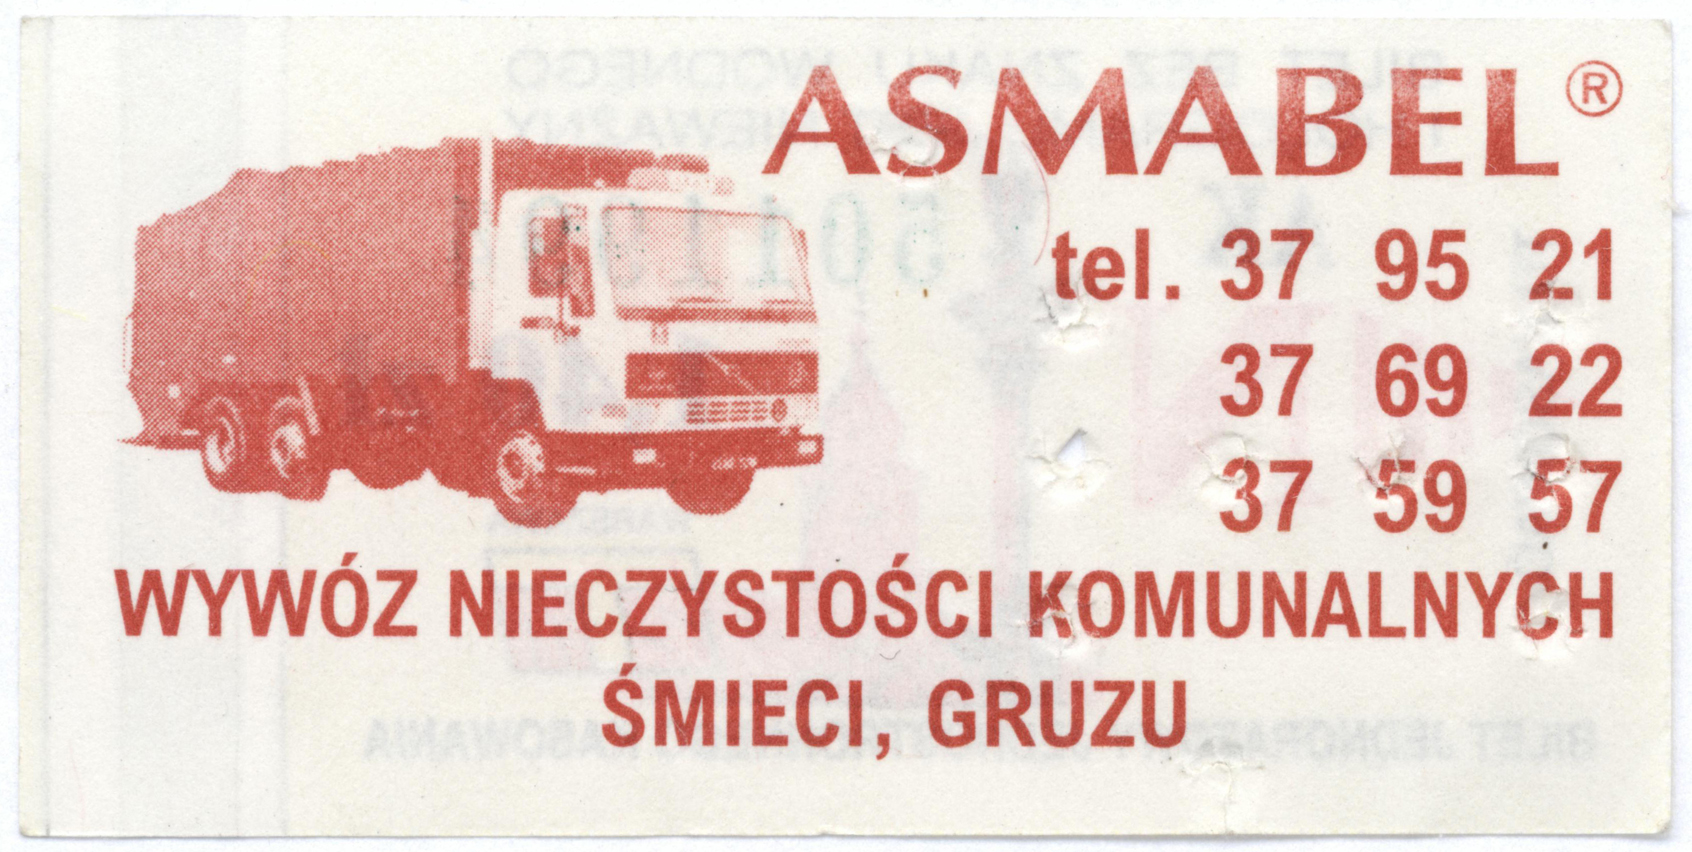 ASMABEL®
tel. 37 95 21
37 69 22
37 59 57
WYWÓZ NIECZYSTOŚCI KOMUNALNYCH
ŚMIECI, GRUZU